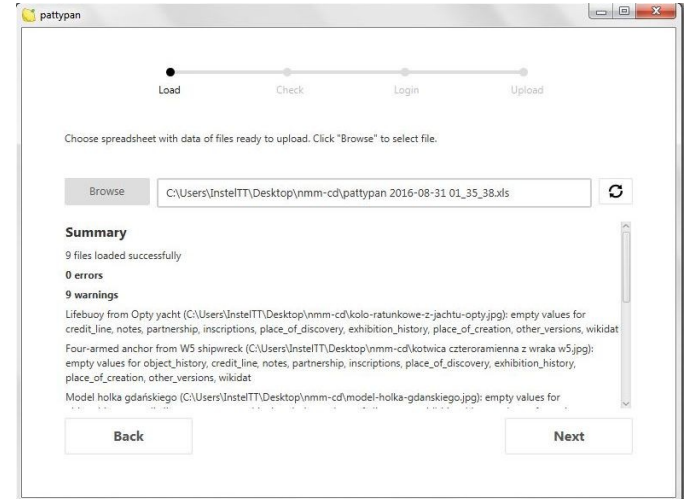 pattypan
Load
Check
Login
Upload
Choose spreadsheet with data of files ready to upload. Click "Browse" to select file.
Browse
C:\Users\InstelTT\Desktop\nmm-cd\pattypan 2016-08-31 01_35_38.xls
Summary
9 files loaded successfully
0 errors
9 warnings
Lifebuoy from Opty yacht (C:\Users\InstelTT\Desktop\nmm-cd\kolo-ratunkowe-z-jachtu-opty.jpg): empty values for
credit_line, notes, partnership, inscriptions, place_of_discovery, exhibition_history, place_of_creation, other_versions, wikidat
Four-armed anchor from W5 shipwreck (C:\Users\InstelTT\Desktop\nmm-cd\kotwica czteroramienna z wraka w5.jpg):
empty values for object_history, credit_line, notes, partnership, inscriptions, place_of_discovery, exhibition_history,
place_of_creation, other_versions, wikidat
Model holka gdańskiego (C:\Users\InstelTT\Desktop\nmm-cd\model-holka-gdanskiego.jpg): empty values for
Back
Next